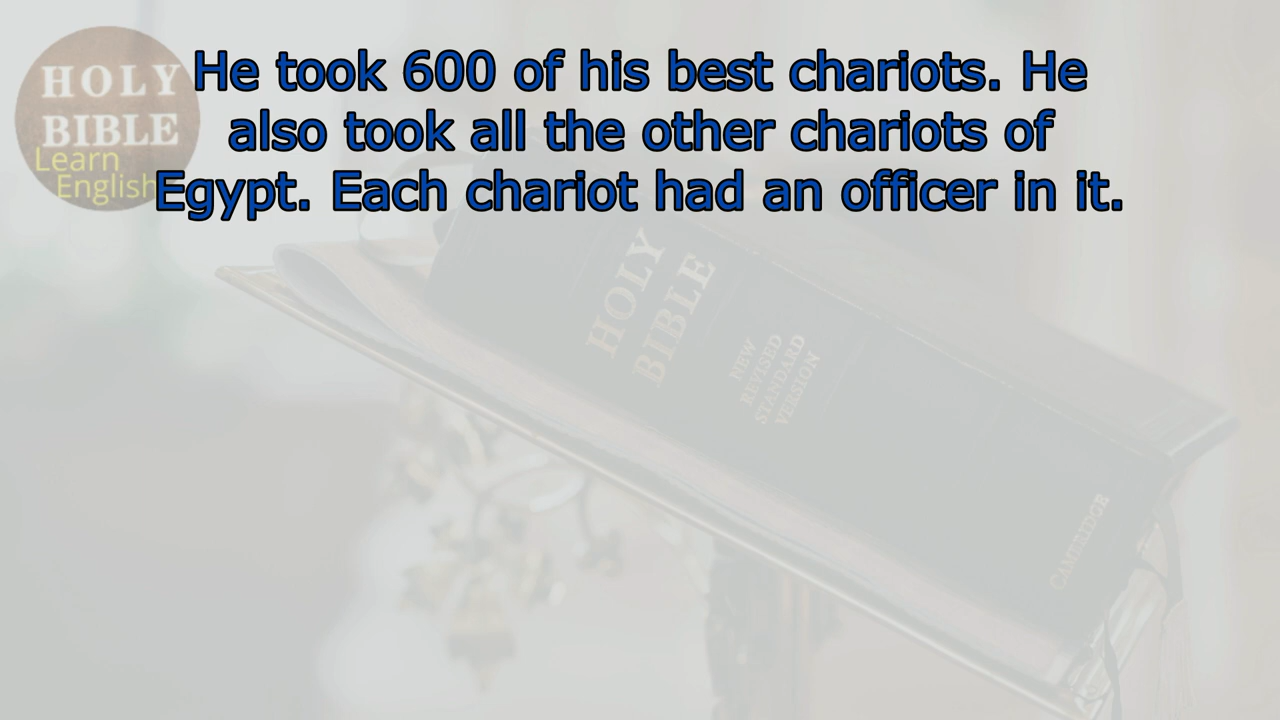 HOLY
BIBLE
Learn
English
He took 600 of his best chariots. He
also took all the other chariots of
Egypt. Each chariot had an officer in it.
HOLY
BIBLE
NEW
REVISED
STANDARD
VERSION
CAMBRIDGE